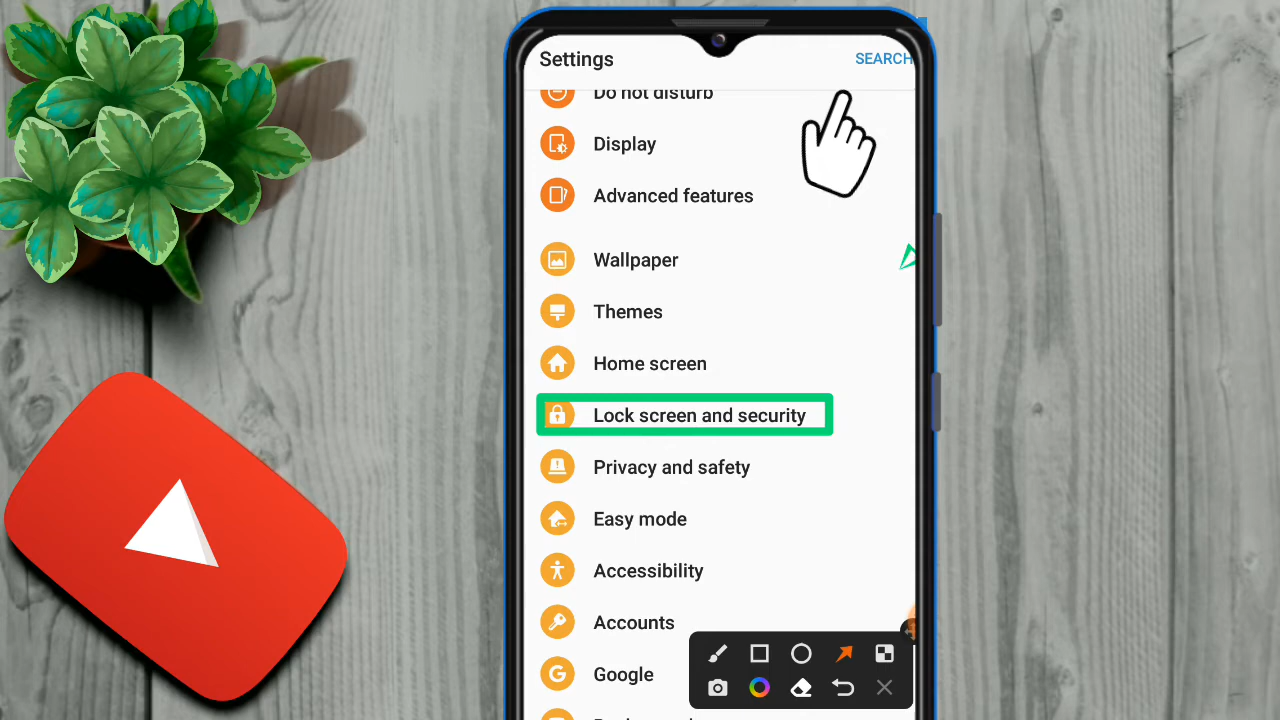 Settings
SEARCH
Do not disturb
Display
Advanced features
Wallpaper
Themes
Home screen
Lock screen and security
Privacy and safety
Easy mode
Accessibility
Accounts
Google